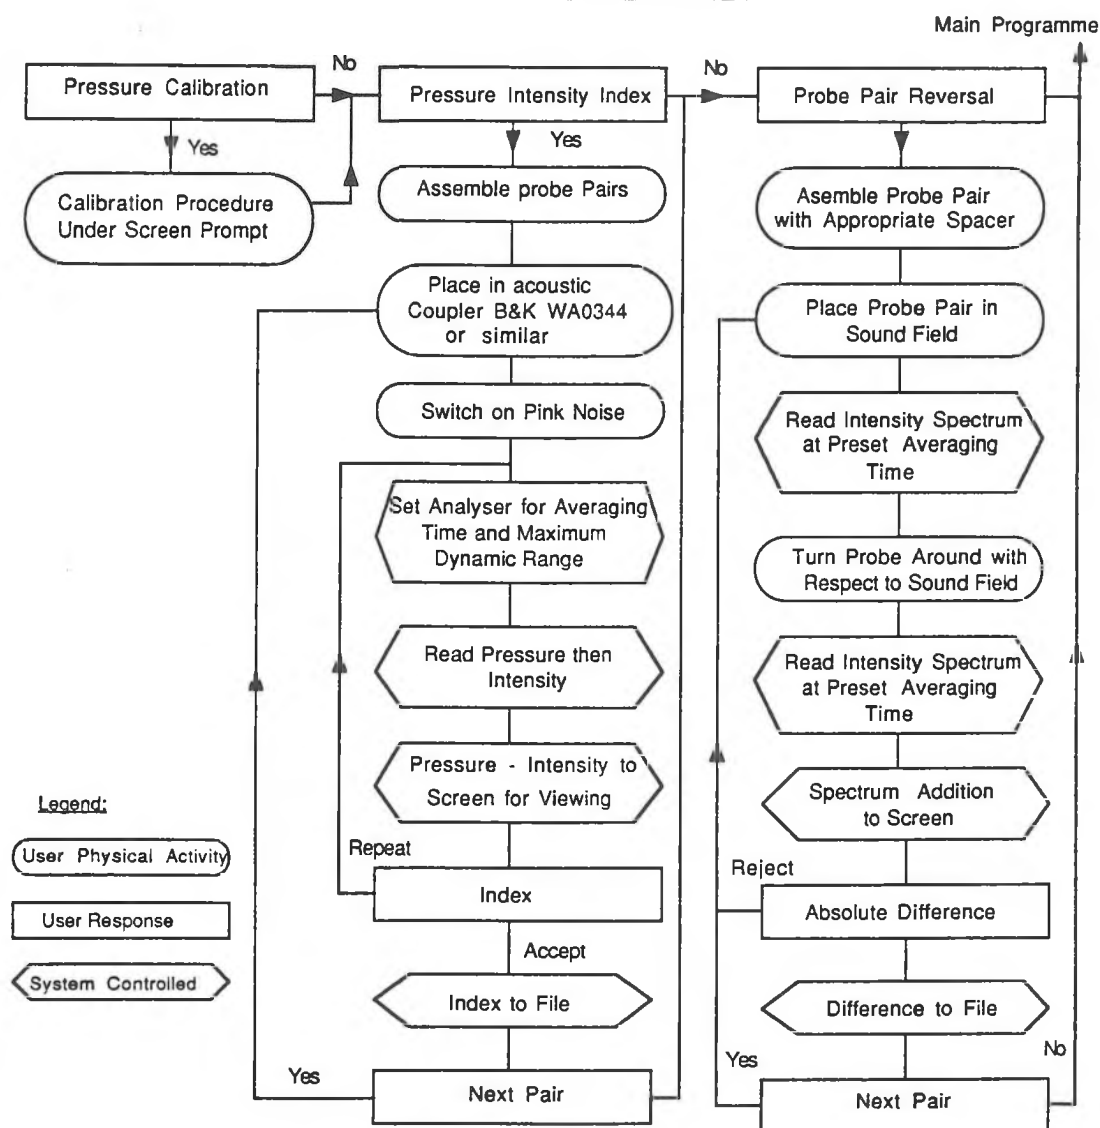 Main Programme
Pressure Calibration
No
Pressure Intensity Index
No
Probe Pair Reversal
Yes
Calibration Procedure
Under Screen Prompt
Yes
Assemble probe Pairs
Place in acoustic
Coupler B&K WA0344
or similar
Switch on Pink Noise
Set Analyser for Averaging
Time and Maximum
Dynamic Range
Read Pressure then
Intensity
Pressure - Intensity to
Screen for Viewing
Repeat
Index
Accept
Index to File
Yes
Next Pair
Asemble Probe Pair
with Appropriate Spacer
Place Probe Pair in
Sound Field
Read Intensity Spectrum
at Preset Averaging
Time
Turn Probe Around with
Respect to Sound Field
Read Intensity Spectrum
at Preset Averaging
Time
Spectrum Addition
to Screen
Reject
Absolute Difference
Difference to File
Yes
No
Next Pair
Legend:
User Physical Activity
User Response
System Controlled